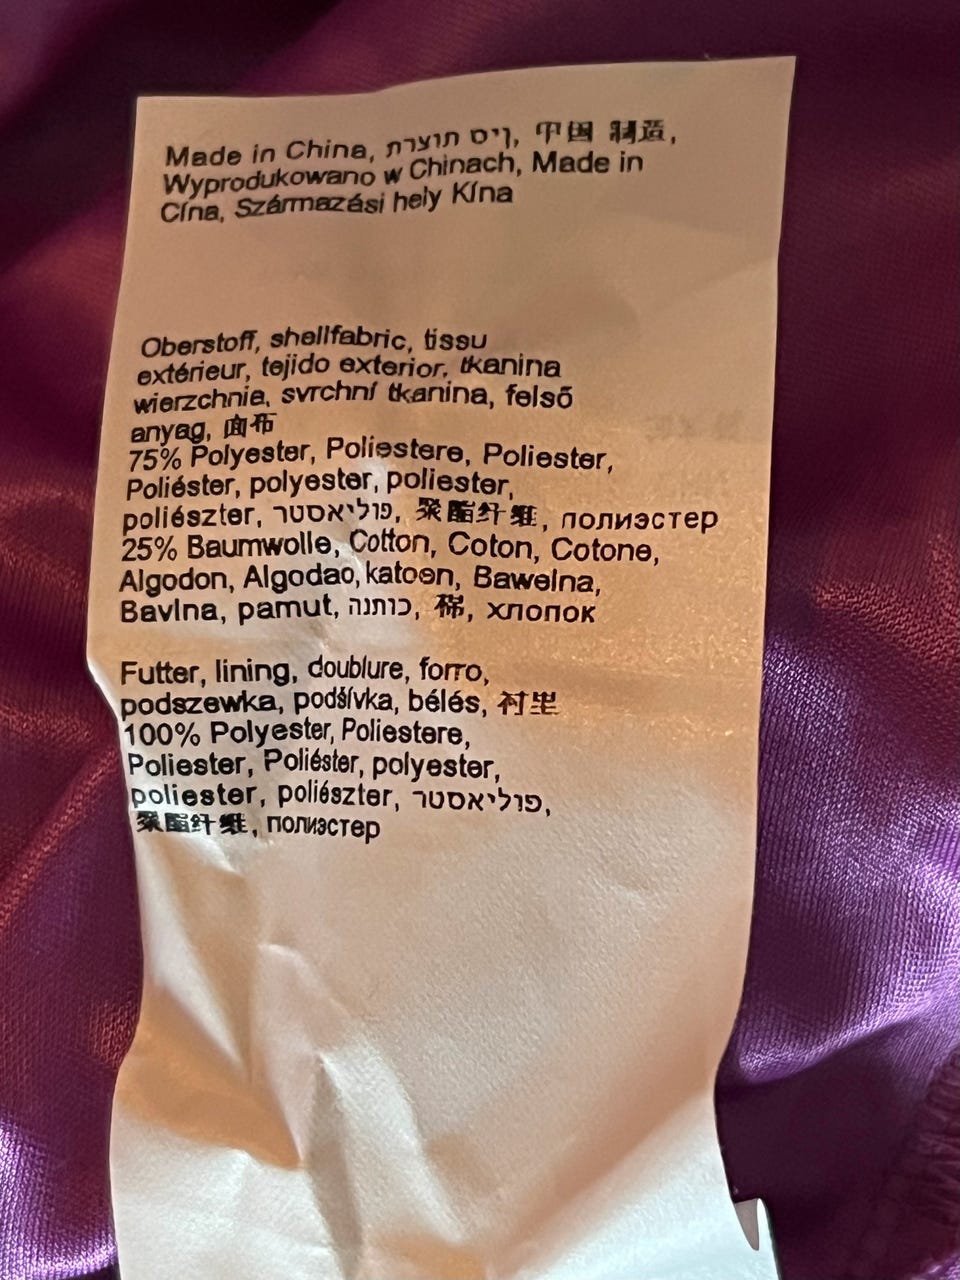 Made in China, תוצרת סין, 中国 制造,
Wyprodukowano w Chinach, Made in
Cína, Származási hely Kína
Oberstoff, shellfabric, tissu
extérieur, tejido exterior, tkanina
wierzchnia, svrchní tkanina, felső
anyag, 面布
75% Polyester, Poliestere, Poliester,
Poliéster, polyester, poliester,
poliészter, פוליאסטר, 聚酯纤维, полиэстер
25% Baumwolle, Cotton, Coton, Cotone,
Algodon, Algodao, katoen, Bawelna,
Bavlna, pamut, כותנה, 棉, хлопок
Futter, lining, doublure, forro,
podszewka, podšívka, bélés, 衬里
100% Polyester, Poliestere,
Poliester, Poliéster, polyester,
poliester, poliészter, פוליאסטר,
聚酯纤维, полиэстер